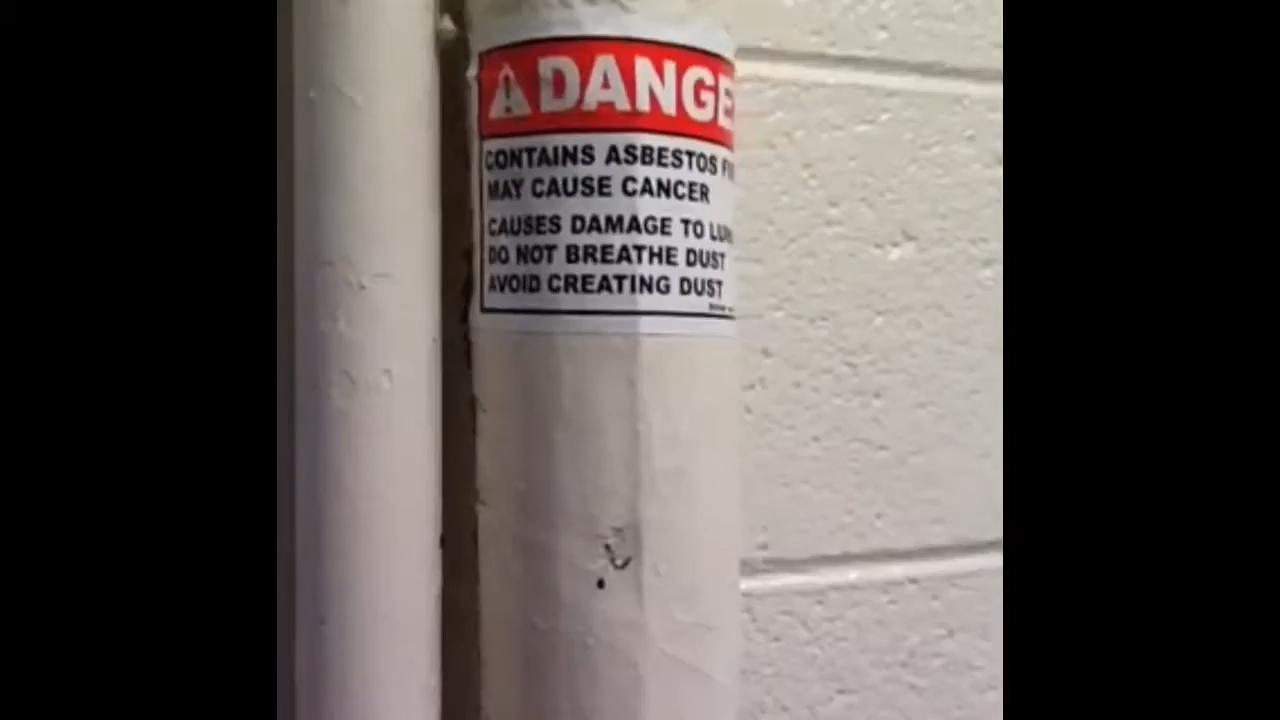 DANGE
CONTAINS ASBESTOS
MAY CAUSE CANCER
CAUSES DAMAGE TO
DO NOT BREATHE DUST
AVOID CREATING DUST